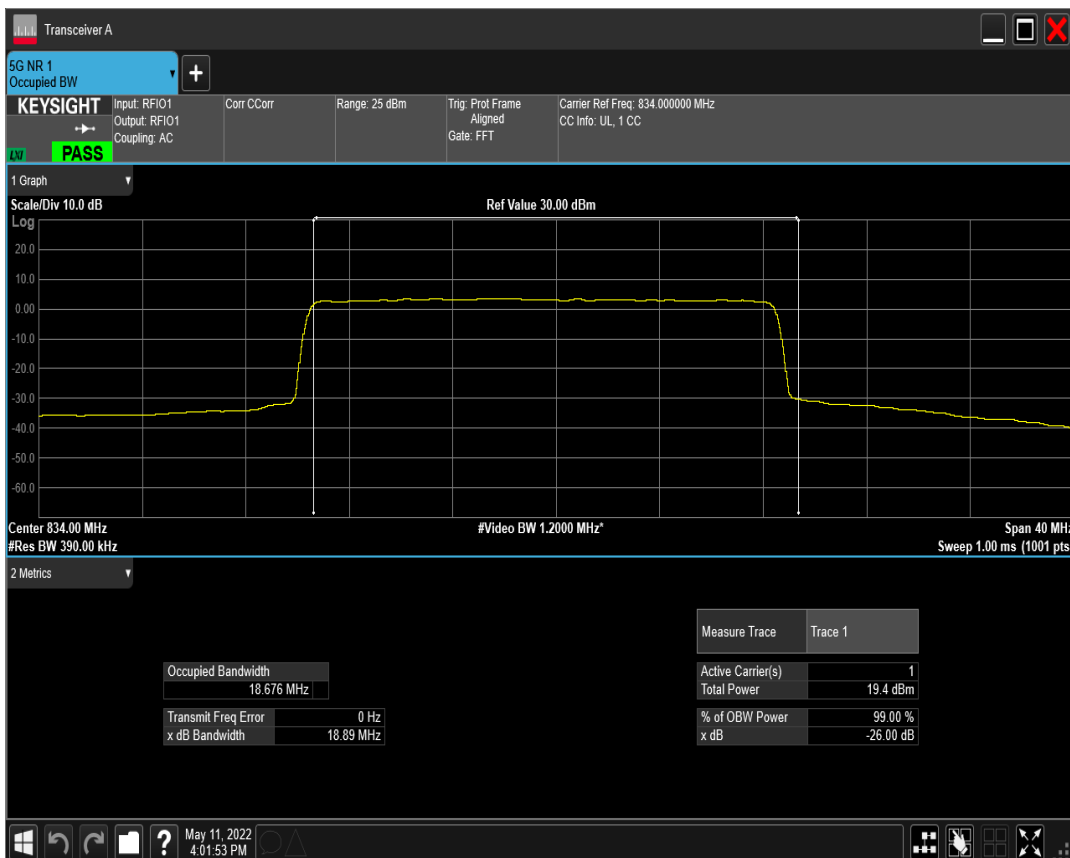 Transceiver A
5G NR 1
Occupied BW
+
KEYSIGHT
LXI
PASS
Input: RFIO1
Output: RFIO1
Coupling: AC
Corr CCorr
Range: 25 dBm
Trig: Prot Frame
Aligned
Gate: FFT
Carrier Ref Freq: 834.000000 MHz
CC Info: UL, 1 CC
1 Graph
Scale/Div 10.0 dB
Ref Value 30.00 dBm
Log
20.0
10.0
0.00
-10.0
-20.0
-30.0
-40.0
-50.0
-60.0
Center 834.00 MHz
#Video BW 1.2000 MHz*
Span 40 MHz
#Res BW 390.00 kHz
Sweep 1.00 ms (1001 pts
2 Metrics
Measure Trace Trace 1
Occupied Bandwidth
18.676 MHz
Active Carrier(s) 1
Total Power 19.4 dBm
Transmit Freq Error 0 Hz
x dB Bandwidth 18.89 MHz
% of OBW Power 99.00 %
x dB -26.00 dB
?
May 11, 2022
4:01:53 PM